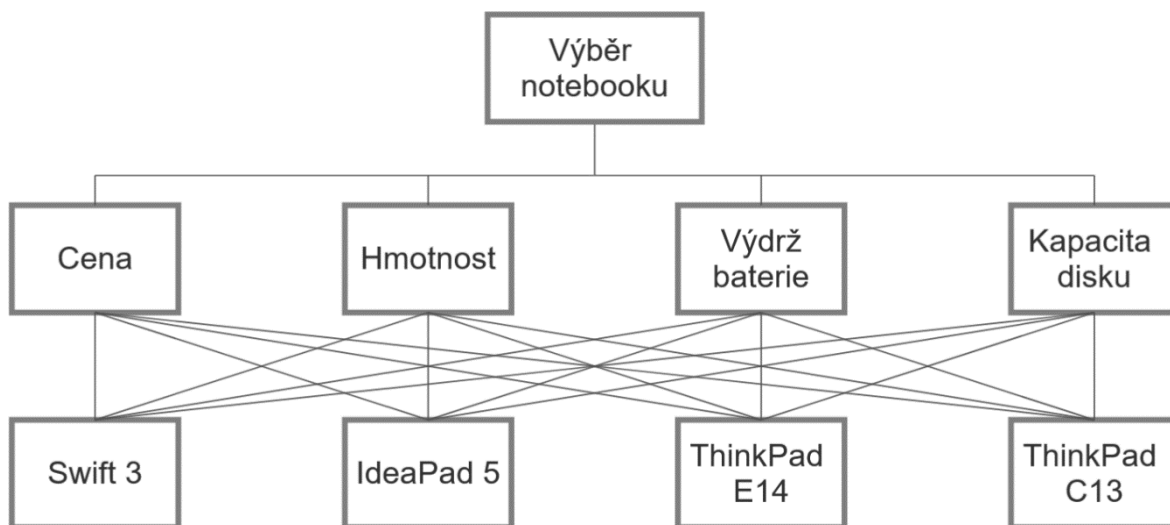 Výběr
notebooku
Cena
Hmotnost
Výdrž
baterie
Kapacita
disku
Swift 3
IdeaPad 5
ThinkPad
E14
ThinkPad
C13